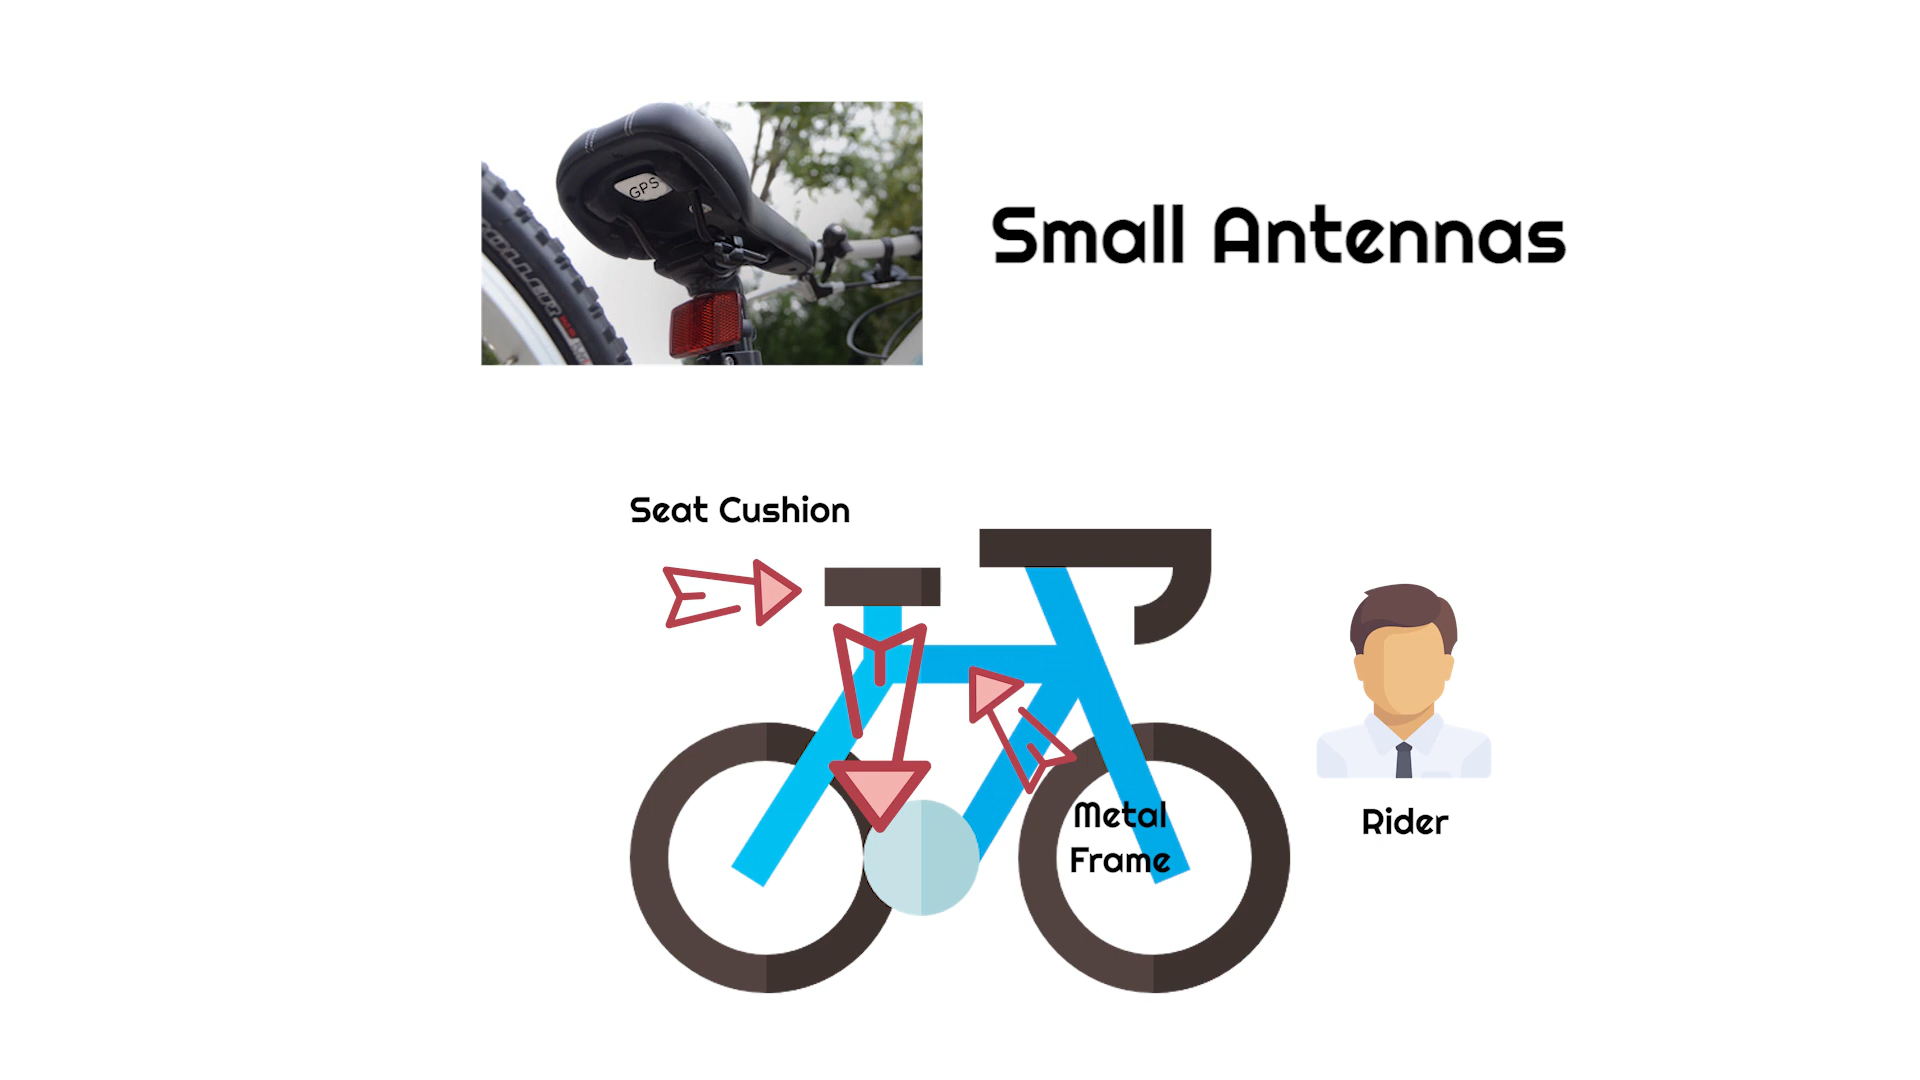 GPS
Small Antennas
Seat Cushion
Metal
Frame
Rider